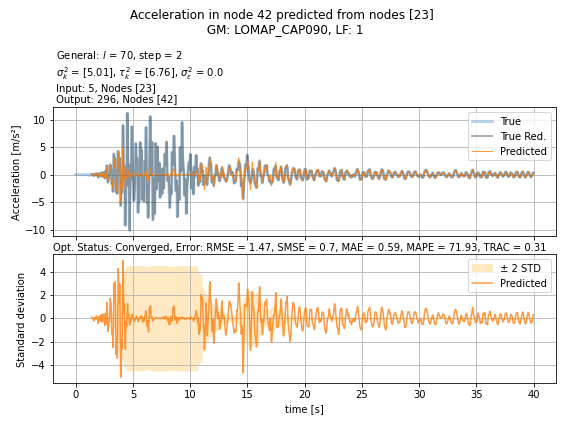 Acceleration in node 42 predicted from nodes [23]
GM: LOMAP_CAP090, LF: 1
General: l = 70, step = 2
σ²ₖ = [5.01], τ²ₖ = [6.76], σ²ε = 0.0
Input: 5, Nodes [23]
Output: 296, Nodes [42]
Acceleration [m/s²]
10
5
0
−5
−10
True
True Red.
Predicted
Opt. Status: Converged, Error: RMSE = 1.47, SMSE = 0.7, MAE = 0.59, MAPE = 71.93, TRAC = 0.31
Standard deviation
4
2
0
−2
−4
± 2 STD
Predicted
0 5 10 15 20 25 30 35 40
time [s]